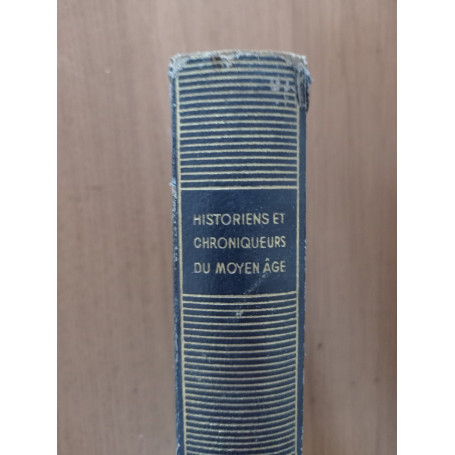 HISTORIENS ET
CHRONIQUEURS
DU MOYEN ÂGE